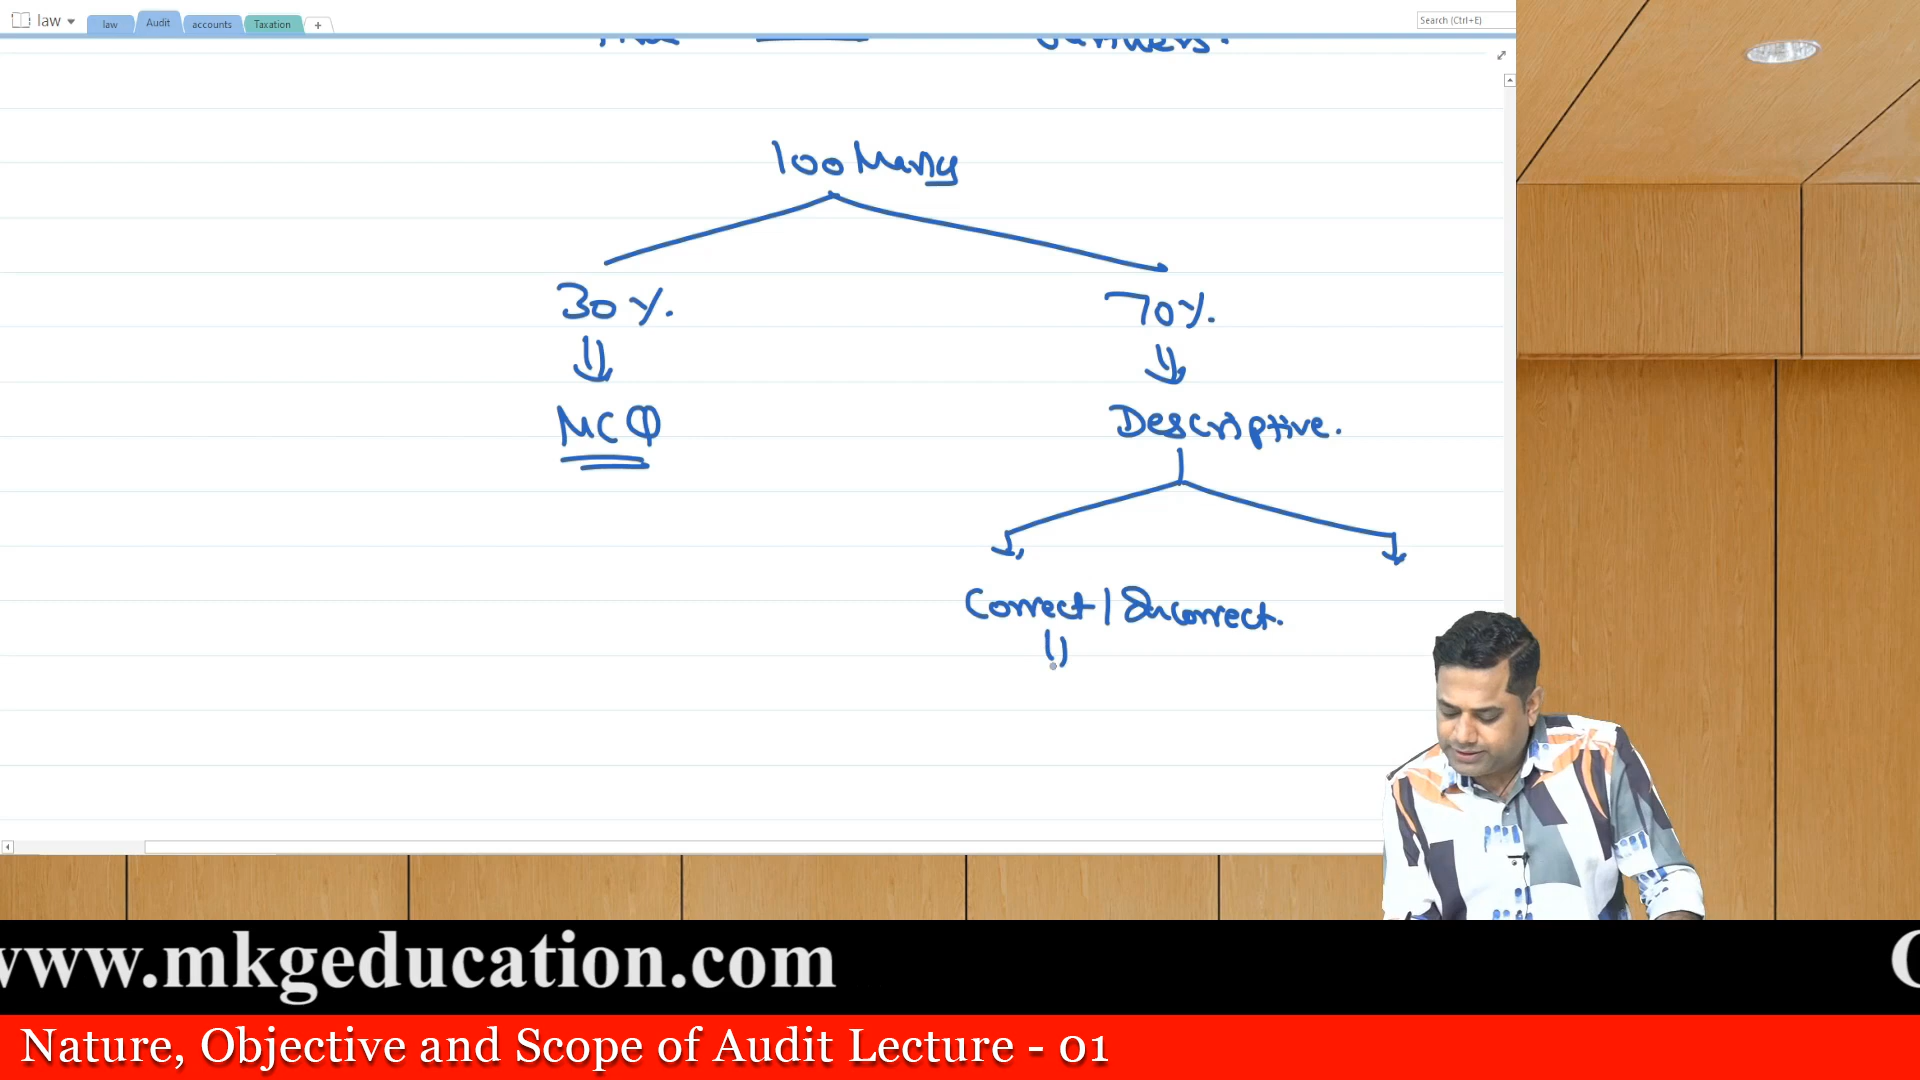 law law Audit accounts Taxation + Search (Ctrl+E)
100 Marks
30%. 70%.
MCQ Descriptive.
Correct | Incorrect.
www.mkgeducation.com
Nature, Objective and Scope of Audit Lecture - 01